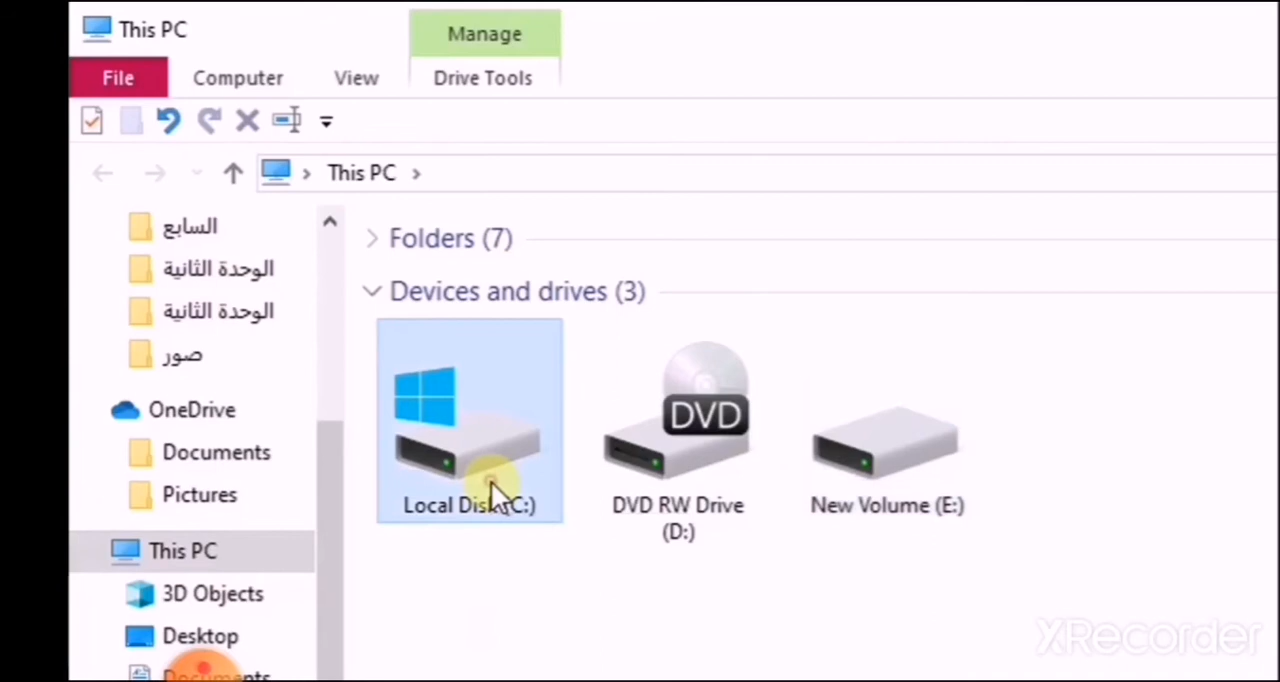 This PC
Manage
File
Computer
View
Drive Tools
This PC
السابع
الوحدة الثانية
الوحدة الثانية
صور
OneDrive
Documents
Pictures
This PC
3D Objects
Desktop
Documents
Folders (7)
Devices and drives (3)
DVD
Local Disk (C:)
DVD RW Drive
(D:)
New Volume (E:)
XRecorder